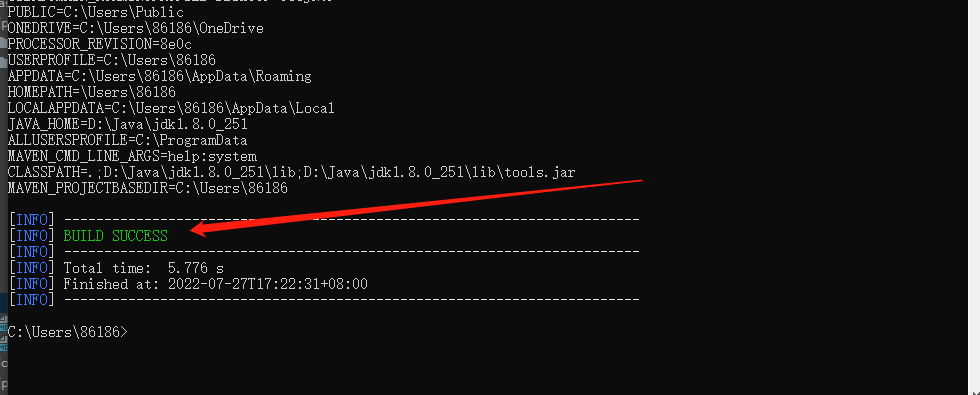 PUBLIC=C:\Users\Public
ONEDRIVE=C:\Users\86186\OneDrive
PROCESSOR_REVISION=8e0c
USERPROFILE=C:\Users\86186
APPDATA=C:\Users\86186\AppData\Roaming
HOMEPATH=\Users\86186
LOCALAPPDATA=C:\Users\86186\AppData\Local
JAVA_HOME=D:\Java\jdk1.8.0_251
ALLUSERSPROFILE=C:\ProgramData
MAVEN_CMD_LINE_ARGS=help:system
CLASSPATH=.;D:\Java\jdk1.8.0_251\lib;D:\Java\jdk1.8.0_251\lib\tools.jar
MAVEN_PROJECTBASEDIR=C:\Users\86186
[INFO] ------------------------------------------------------------------------
[INFO] BUILD SUCCESS
[INFO] ------------------------------------------------------------------------
[INFO] Total time:  5.776 s
[INFO] Finished at: 2022-07-27T17:22:31+08:00
[INFO] ------------------------------------------------------------------------
C:\Users\86186>